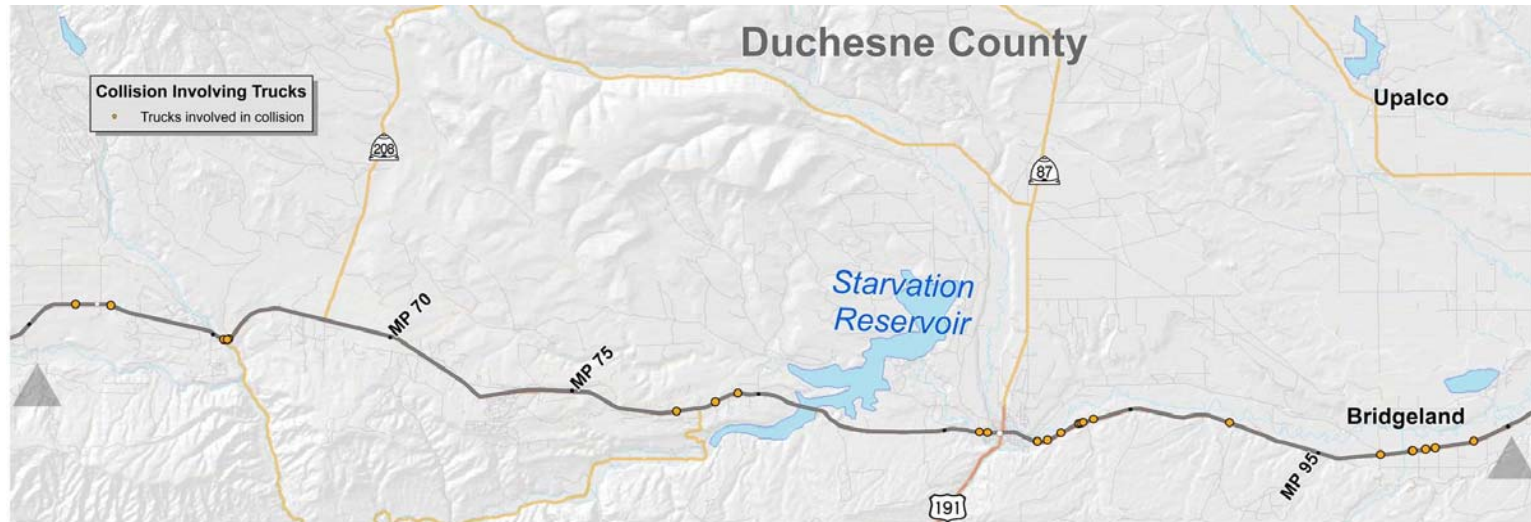 Duchesne County
Collision Involving Trucks
Trucks involved in collision
Upalco
208
87
Starvation
Reservoir
MP 70
MP 75
Bridgeland
MP 95
191